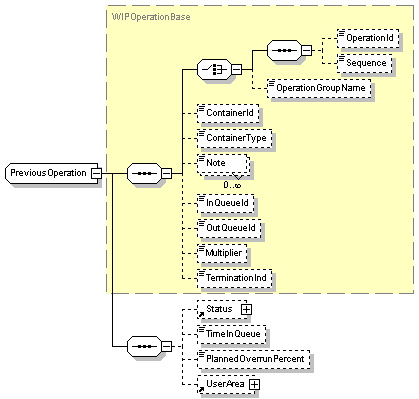 WIPOperationBase
OperationId
Sequence
OperationGroupName
ContainerId
ContainerType
Note
0..∞
PreviousOperation
InQueueId
OutQueueId
Multiplier
TerminationInd
Status
TimeInQueue
PlannedOverrunPercent
UserArea